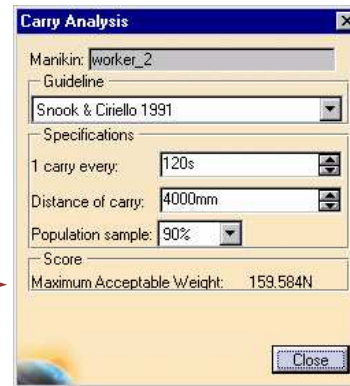 Carry Analysis
Manikin: worker_2
Guideline
Snook & Ciriello 1991
Specifications
1 carry every: 120s
Distance of carry: 4000mm
Population sample: 90%
Score
Maximum Acceptable Weight: 159.584N
Close